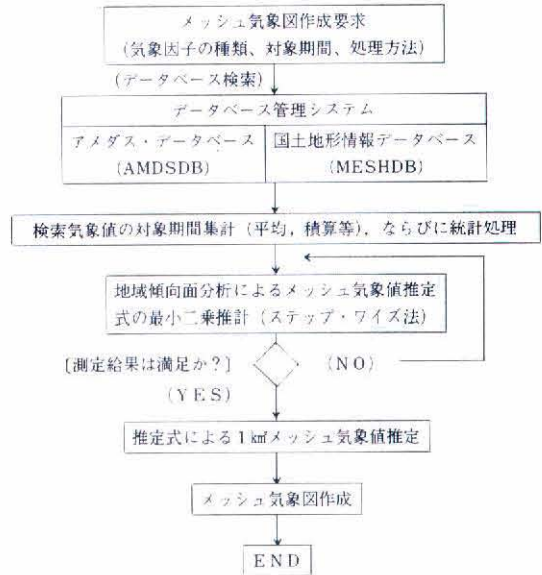 メッシュ気象図作成要求
(気象因子の種類、対象期間、処理方法)
(データベース検索)
データベース管理システム
アメダス・データベース
(AMDSDB)
国土地形情報データベース
(MESHDB)
検索気象値の対象期間集計(平均,積算等),ならびに統計処理
地域傾向面分析によるメッシュ気象値推定
式の最小二乗推計(ステップ・ワイズ法)
[測定結果は満足か?]
(NO)
(YES)
推定式による1㎢メッシュ気象値推定
メッシュ気象図作成
END